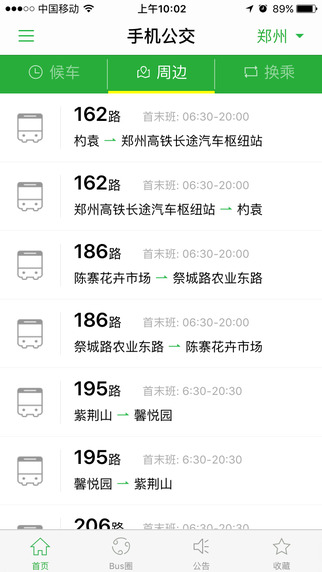 中国移动 上午10:02 89%
手机公交 郑州
候车 周边 换乘
162路 首末班: 06:30-20:00
杓袁 → 郑州高铁长途汽车枢纽站
162路 首末班: 06:30-20:00
郑州高铁长途汽车枢纽站 → 杓袁
186路 首末班: 06:30-20:00
陈寨花卉市场 → 祭城路农业东路
186路 首末班: 06:30-20:00
祭城路农业东路 → 陈寨花卉市场
195路 首末班: 6:30-20:30
紫荆山 → 馨悦园
195路 首末班: 6:30-20:30
馨悦园 → 紫荆山
206路 首末班: 06:30-20:30
首页 Bus圈 公告 收藏